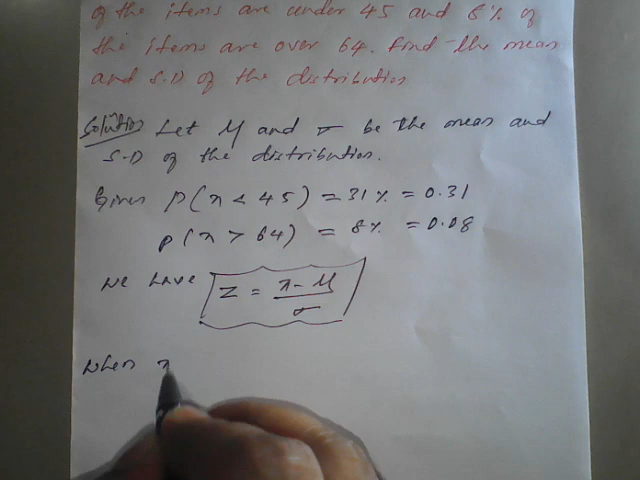 of the items are under 45 and 8% of
the items are over 64. Find the mean
and S.D of the distribution
Solution Let μ and σ be the mean and
S.D of the distribution.
Given P(x < 45) = 31% = 0.31
P(x > 64) = 8% = 0.08
we have Z = x-μ/σ
when x